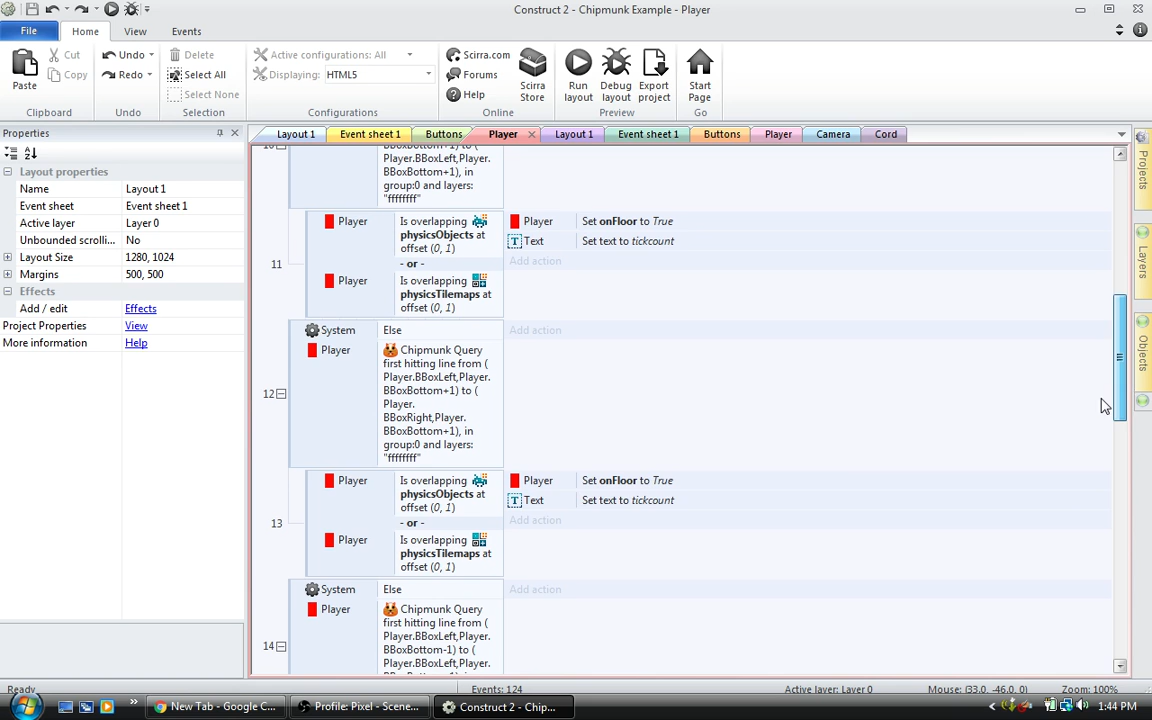 Construct 2 - Chipmunk Example - Player
File Home View Events
Paste Cut Copy Undo Redo Delete Select All Select None Active configurations: All Displaying: HTML5 Scirra.com Forums Help Scirra Store Run layout Debug layout Export project Start Page
Clipboard Undo Selection Configurations Online Preview Go
Properties
Layout 1 Event sheet 1 Buttons Player Layout 1 Event sheet 1 Buttons Player Camera Cord
Layout properties
Name Layout 1
Event sheet Event sheet 1
Active layer Layer 0
Unbounded scrolli... No
Layout Size 1280, 1024
Margins 500, 500
Effects
Add / edit Effects
Project Properties View
More information Help
BBoxBottom+1) to (
Player.BBoxLeft,Player.
BBoxBottom+1), in
group:0 and layers:
"ffffffff"
11
Player Is overlapping physicsObjects at offset (0, 1)
- or -
Player Is overlapping physicsTilemaps at offset (0, 1)
Player Set onFloor to True
T Text Set text to tickcount
Add action
12
System Else
Add action
Player Chipmunk Query
first hitting line from (
Player.BBoxLeft,Player.
BBoxBottom+1) to (
Player.
BBoxRight,Player.
BBoxBottom+1), in
group:0 and layers:
"ffffffff"
13
Player Is overlapping physicsObjects at offset (0, 1)
- or -
Player Is overlapping physicsTilemaps at offset (0, 1)
Player Set onFloor to True
T Text Set text to tickcount
Add action
14
System Else
Add action
Player Chipmunk Query
first hitting line from (
Player.BBoxLeft,Player.
BBoxBottom-1) to (
Player.BBoxLeft,Player.
Projects
Layers
Objects
Ready Events: 124 Active layer: Layer 0 Mouse: (33.0, -46.0, 0) Zoom: 100%
New Tab - Google C... Profile: Pixel - Scene... Construct 2 - Chip... 1:44 PM